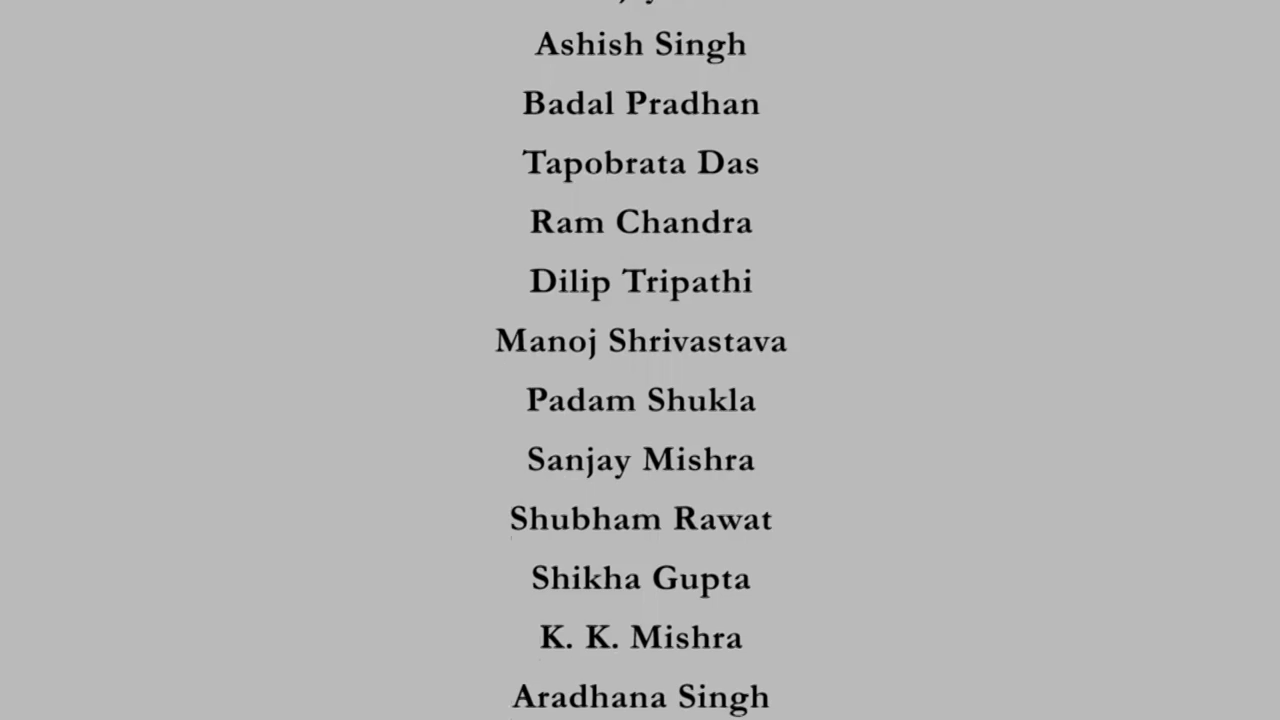 Ashish Singh
Badal Pradhan
Tapobrata Das
Ram Chandra
Dilip Tripathi
Manoj Shrivastava
Padam Shukla
Sanjay Mishra
Shubham Rawat
Shikha Gupta
K. K. Mishra
Aradhana Singh